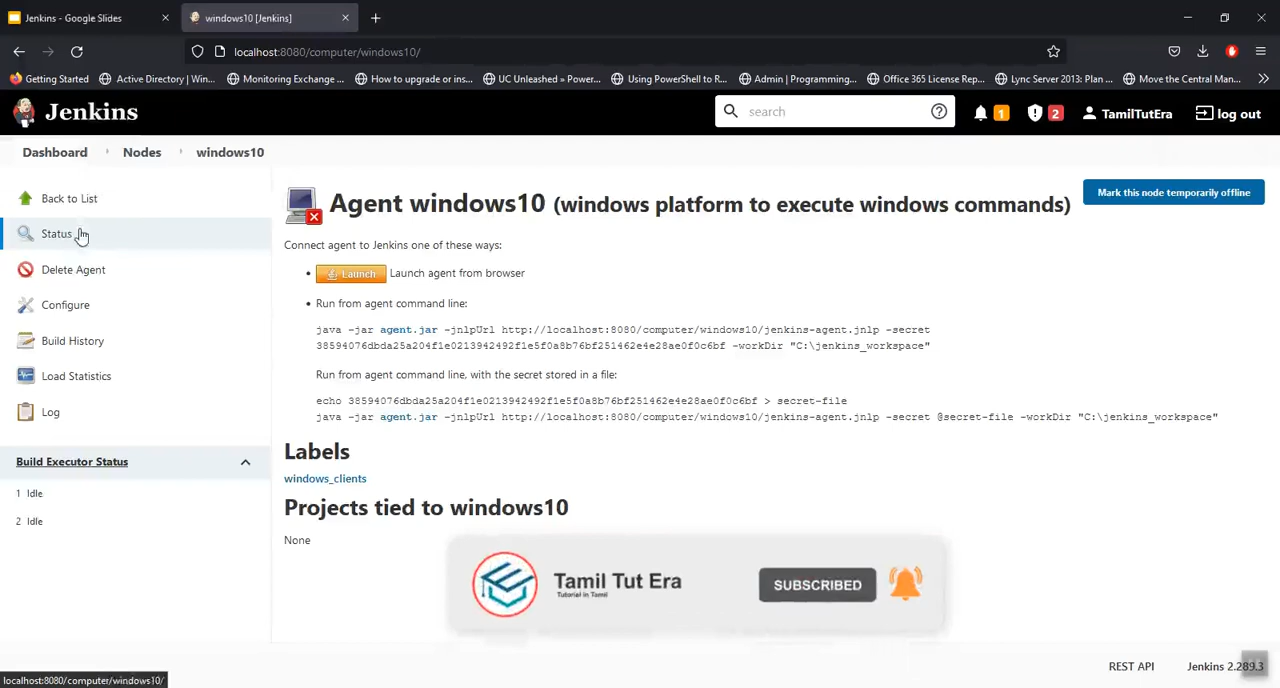 Jenkins - Google Slides
windows10 [Jenkins]
localhost:8080/computer/windows10/
Getting Started
Active Directory | Win...
Monitoring Exchange ...
How to upgrade or ins...
UC Unleashed » Power...
Using PowerShell to R...
Admin | Programming...
Office 365 License Rep...
Lync Server 2013: Plan ...
Move the Central Man...
Jenkins
search
1
2
TamilTutEra
log out
Dashboard
Nodes
windows10
Back to List
Status
Delete Agent
Configure
Build History
Load Statistics
Log
Build Executor Status
1 Idle
2 Idle
Agent windows10 (windows platform to execute windows commands)
Mark this node temporarily offline
Connect agent to Jenkins one of these ways:
Launch Launch agent from browser
Run from agent command line:
java -jar agent.jar -jnlpUrl http://localhost:8080/computer/windows10/jenkins-agent.jnlp -secret
38594076dbda25a204f1e0213942492f1e5f0a8b76bf251462e4e28ae0f0c6bf -workDir "C:\jenkins_workspace"
Run from agent command line, with the secret stored in a file:
echo 38594076dbda25a204f1e0213942492f1e5f0a8b76bf251462e4e28ae0f0c6bf > secret-file
java -jar agent.jar -jnlpUrl http://localhost:8080/computer/windows10/jenkins-agent.jnlp -secret @secret-file -workDir "C:\jenkins_workspace"
Labels
windows_clients
Projects tied to windows10
None
Tamil Tut Era
Tutorial in Tamil
SUBSCRIBED
REST API
Jenkins 2.289.3
localhost:8080/computer/windows10/